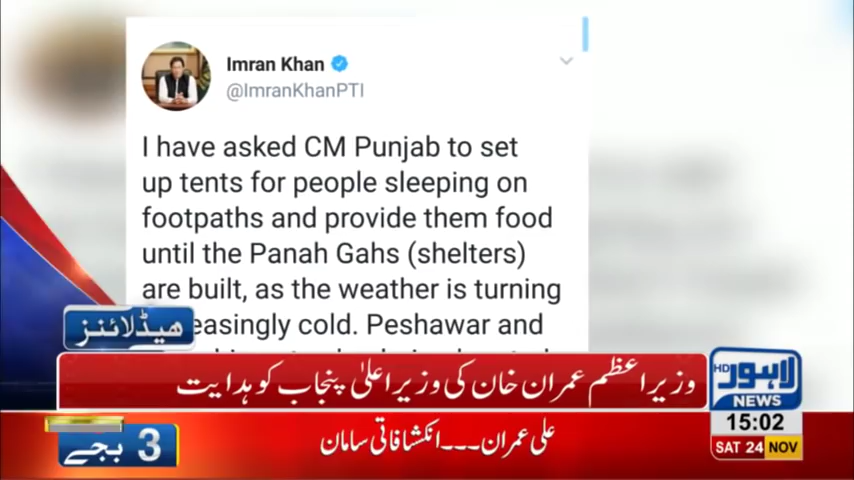 Imran Khan
@ImranKhanPTI
I have asked CM Punjab to set
up tents for people sleeping on
footpaths and provide them food
until the Panah Gahs (shelters)
are built, as the weather is turning
easingly cold. Peshawar and
ہیڈلائنز
وزیراعظم عمران خان کی وزیراعلیٰ پنجاب کو ہدایت
HD لاہور
NEWS
15:02
SAT 24 NOV
3 بجے
علی عمران۔۔۔انکشافاتی سامان